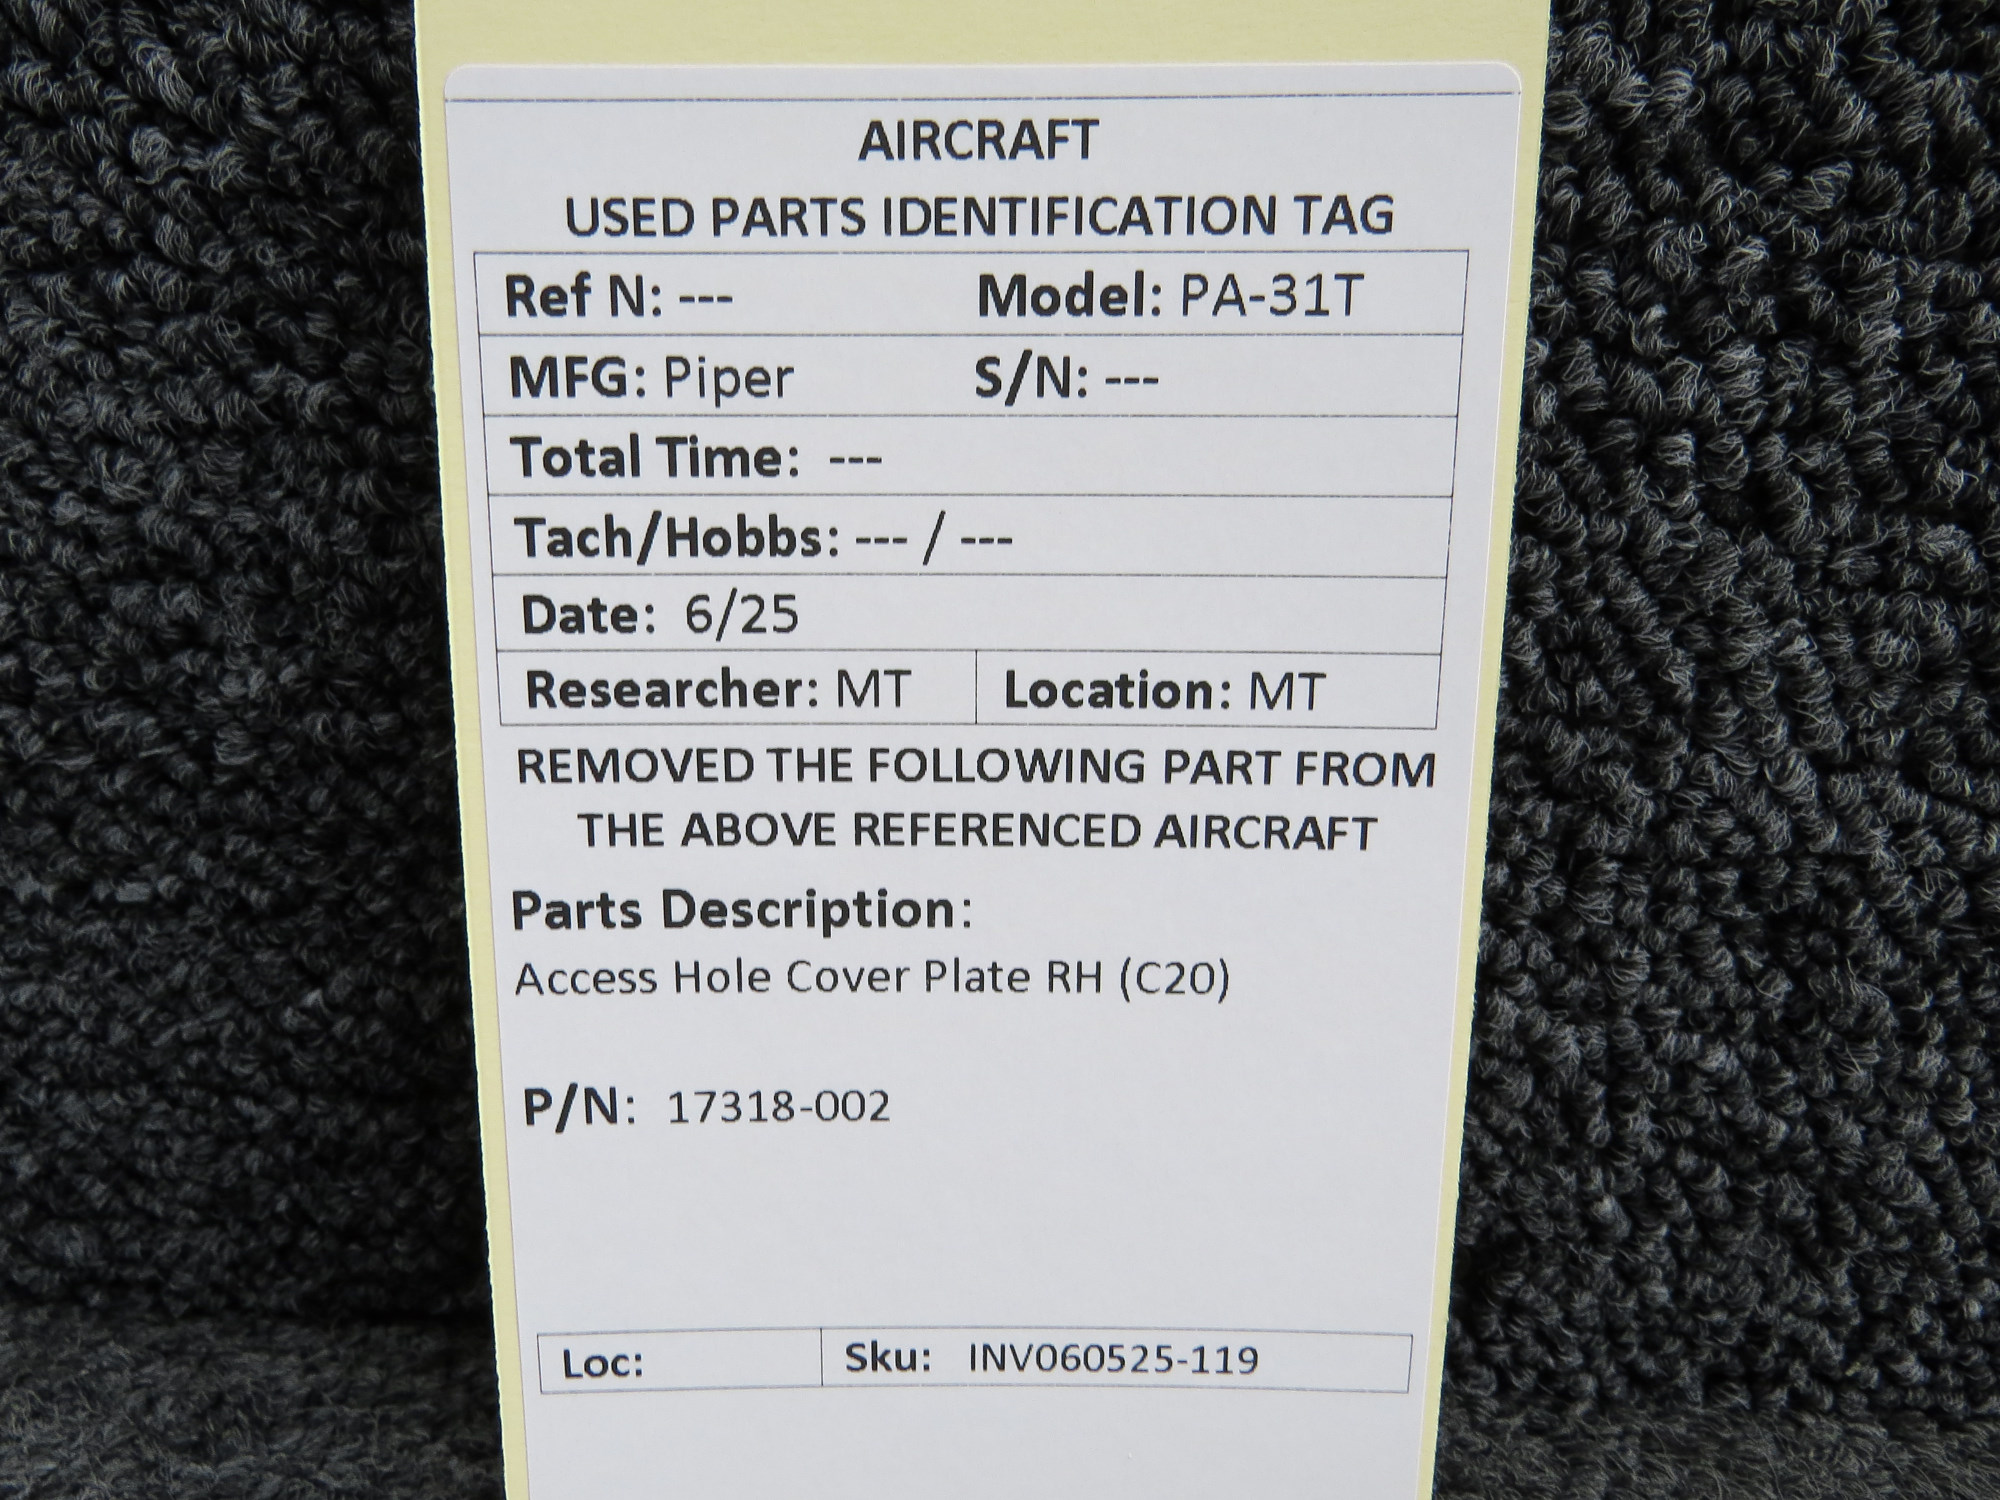 AIRCRAFT
USED PARTS IDENTIFICATION TAG
Ref N: --- Model: PA-31T
MFG: Piper S/N: ---
Total Time: ---
Tach/Hobbs: --- / ---
Date: 6/25
Researcher: MT Location: MT
REMOVED THE FOLLOWING PART FROM
THE ABOVE REFERENCED AIRCRAFT
Parts Description:
Access Hole Cover Plate RH (C20)
P/N: 17318-002
Loc: Sku: INV060525-119